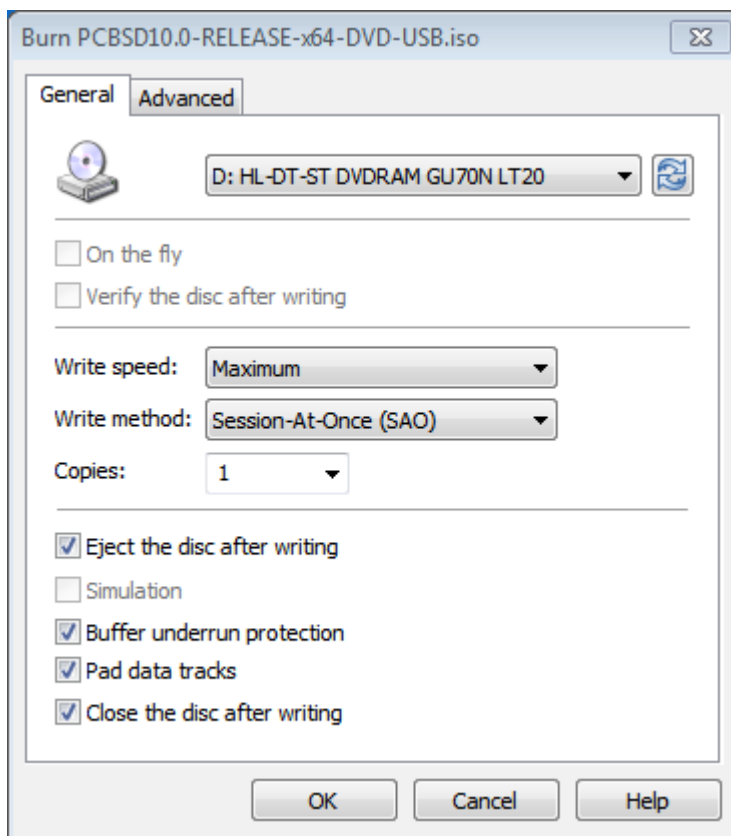 Burn PCBSD10.0-RELEASE-x64-DVD-USB.iso
General Advanced
D: HL-DT-ST DVDRAM GU70N LT20
On the fly
Verify the disc after writing
Write speed: Maximum
Write method: Session-At-Once (SAO)
Copies: 1
Eject the disc after writing
Simulation
Buffer underrun protection
Pad data tracks
Close the disc after writing
OK Cancel Help